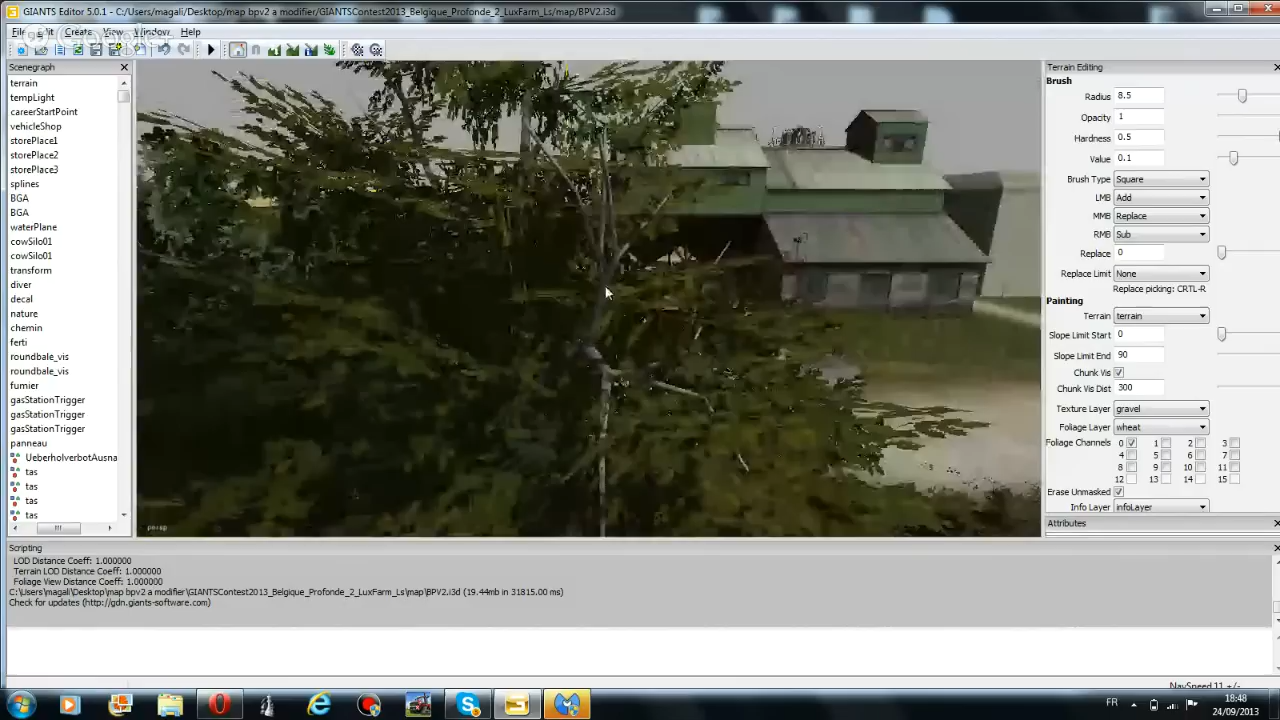 GIANTS Editor 5.0.1 - C:/Users/magali/Desktop/map bpv2 a modifier/GIANTSContest2013_Belgique_Profonde_2_LuxFarm_Ls/map/BPV2.i3d
Create View Window Help
Scenegraph
terrain
tempLight
careerStartPoint
vehicleShop
storePlace1
storePlace2
storePlace3
splines
BGA
BGA
waterPlane
cowSilo01
cowSilo01
transform
diver
decal
nature
chemin
ferti
roundbale_vis
roundbale_vis
fumier
gasStationTrigger
gasStationTrigger
gasStationTrigger
panneau
UeberholverbotAusna
tas
tas
tas
tas
persp
Terrain Editing
Brush
Radius 8.5
Opacity 1
Hardness 0.5
Value 0.1
Brush Type Square
LMB Add
MMB Replace
RMB Sub
Replace 0
Replace Limit None
Replace picking: CRTL-R
Painting
Terrain terrain
Slope Limit Start 0
Slope Limit End 90
Chunk Vis
Chunk Vis Dist 300
Texture Layer gravel
Foliage Layer wheat
Foliage Channels 0 1 2 3
4 5 6 7
8 9 10 11
12 13 14 15
Erase Unmasked
Info Layer infoLayer
Attributes
Scripting
LOD Distance Coeff: 1.000000
Terrain LOD Distance Coeff: 1.000000
Foliage View Distance Coeff: 1.000000
C:\Users\magali\Desktop\map bpv2 a modifier\GIANTSContest2013_Belgique_Profonde_2_LuxFarm_Ls\map\BPV2.i3d (19.44mb in 31815.00 ms)
Check for updates (http://gdn.giants-software.com)
NavSpeed 11 +/-
FR
18:48
24/09/2013